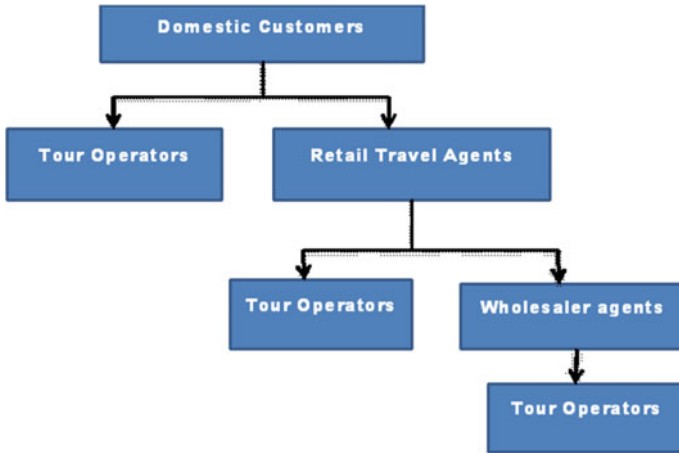 Domestic Customers
Tour Operators
Retail Travel Agents
Tour Operators
Wholesaler agents
Tour Operators